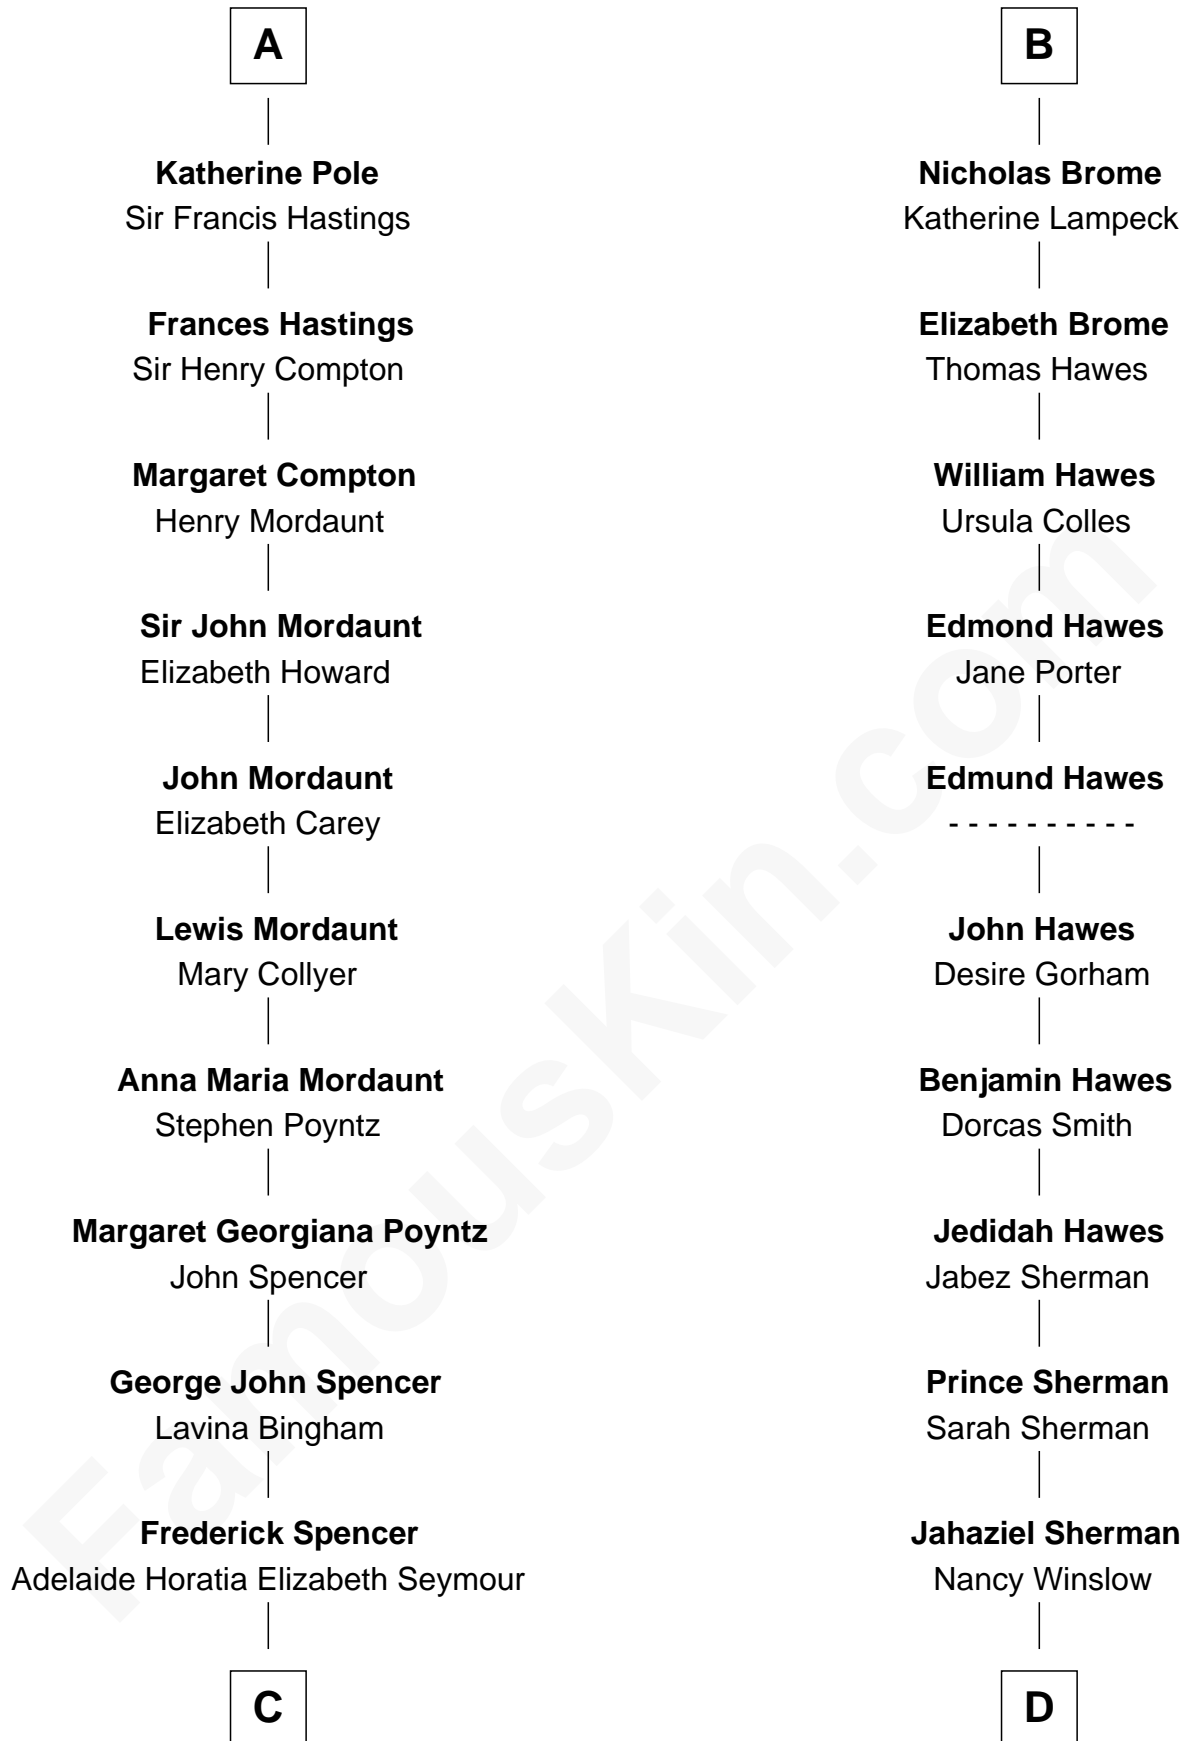 A
Katherine Pole
Sir Francis Hastings
Frances Hastings
Sir Henry Compton
Margaret Compton
Henry Mordaunt
Sir John Mordaunt
Elizabeth Howard
John Mordaunt
Elizabeth Carey
Lewis Mordaunt
Mary Collyer
Anna Maria Mordaunt
Stephen Poyntz
Margaret Georgiana Poyntz
John Spencer
George John Spencer
Lavina Bingham
Frederick Spencer
Adelaide Horatia Elizabeth Seymour
C
B
Nicholas Brome
Katherine Lampeck
Elizabeth Brome
Thomas Hawes
William Hawes
Ursula Colles
Edmond Hawes
Jane Porter
Edmund Hawes
- - - - - - - - - -
John Hawes
Desire Gorham
Benjamin Hawes
Dorcas Smith
Jedidah Hawes
Jabez Sherman
Prince Sherman
Sarah Sherman
Jahaziel Sherman
Nancy Winslow
D
FamousKin.com